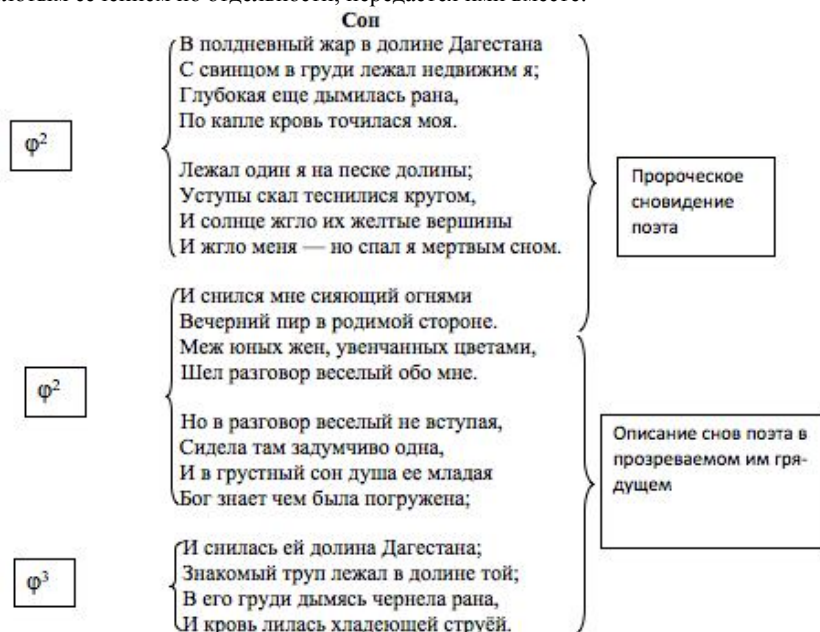 лотым сечением по отдельности, передается ими вместе.
Сон
В полдневный жар в долине Дагестана
С свинцом в груди лежал недвижим я;
Глубокая еще дымилась рана,
По капле кровь точилася моя.
φ²
Лежал один я на песке долины;
Уступы скал теснилися кругом,
И солнце жгло их желтые вершины
И жгло меня — но спал я мертвым сном.
Пророческое
сновидение
поэта
И снился мне сияющий огнями
Вечерний пир в родимой стороне.
Меж юных жен, увенчанных цветами,
Шел разговор веселый обо мне.
φ²
Но в разговор веселый не вступая,
Сидела там задумчиво одна,
И в грустный сон душа ее младая
Бог знает чем была погружена;
Описание снов поэта в
прозреваемом им гря-
дущем
φ³
И снилась ей долина Дагестана;
Знакомый труп лежал в долине той;
В его груди дымясь чернела рана,
И кровь лилась хладеющей струёй.